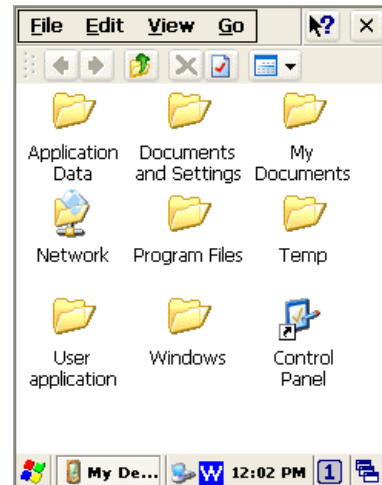 File Edit View Go ?
Application Documents My
Data and Settings Documents
Network Program Files Temp
User Windows Control
application Panel
My De... W 12:02 PM 1